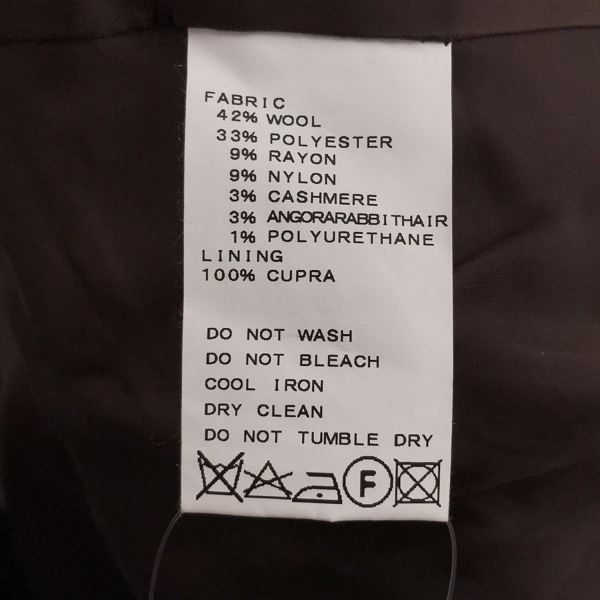 FABRIC
42% WOOL
33% POLYESTER
9% RAYON
9% NYLON
3% CASHMERE
3% ANGORARABBITHAIR
1% POLYURETHANE
LINING
100% CUPRA
DO NOT WASH
DO NOT BLEACH
COOL IRON
DRY CLEAN
DO NOT TUMBLE DRY
F